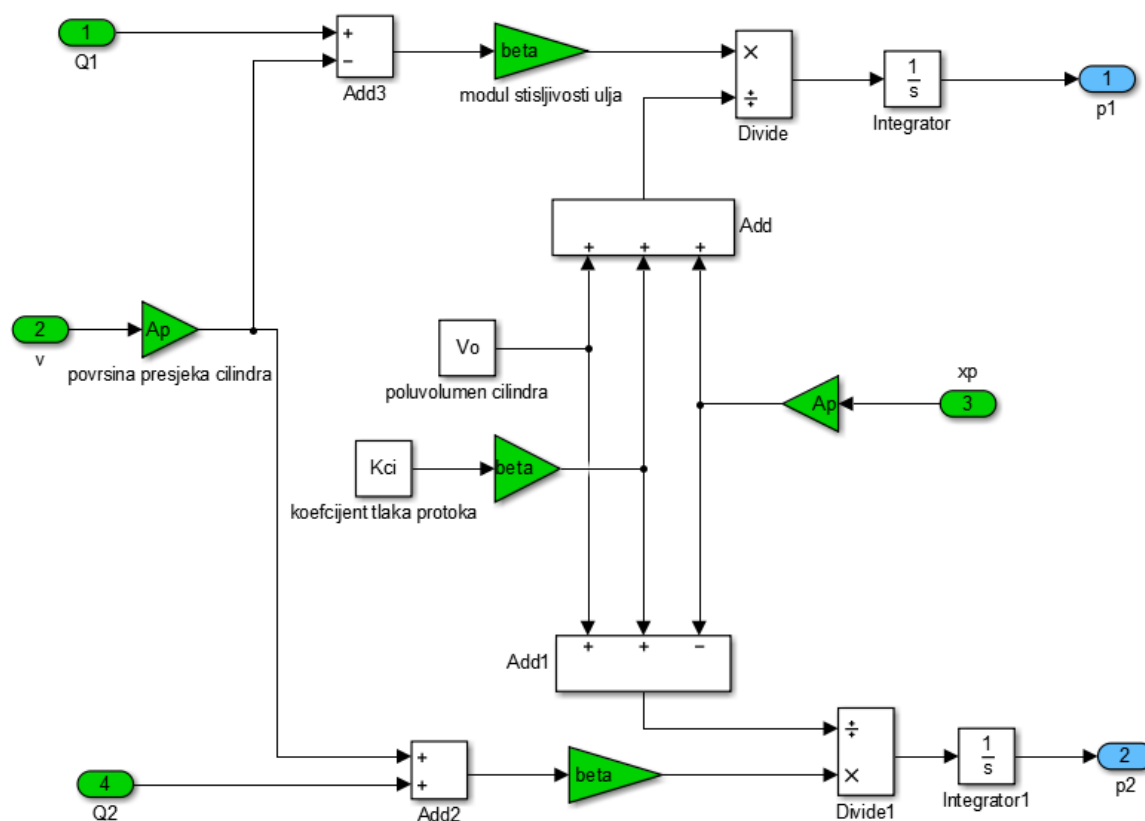 1
Q1
+
−
Add3
beta
modul stisljivosti ulja
×
÷
Divide
1
s
Integrator
1
p1
+ + +
Add
2
v
Ap
povrsina presjeka cilindra
Vo
poluvolumen cilindra
Ap
xp
3
Kci
koefcijent tlaka protoka
beta
+ + −
Add1
4
Q2
+
+
Add2
beta
÷
×
Divide1
1
s
Integrator1
2
p2